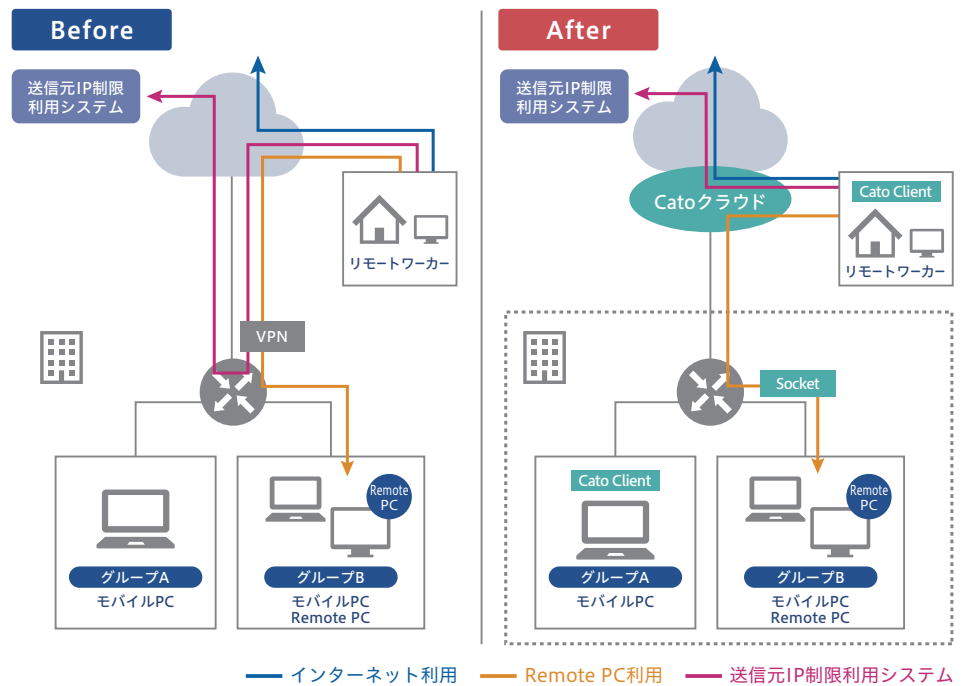 Before
送信元IP制限
利用システム
リモートワーカー
VPN
Remote
PC
グループA
モバイルPC
グループB
モバイルPC
Remote PC
After
送信元IP制限
利用システム
Catoクラウド
Cato Client
リモートワーカー
Socket
Cato Client
Remote
PC
グループA
モバイルPC
グループB
モバイルPC
Remote PC
インターネット利用
Remote PC利用
送信元IP制限利用システム